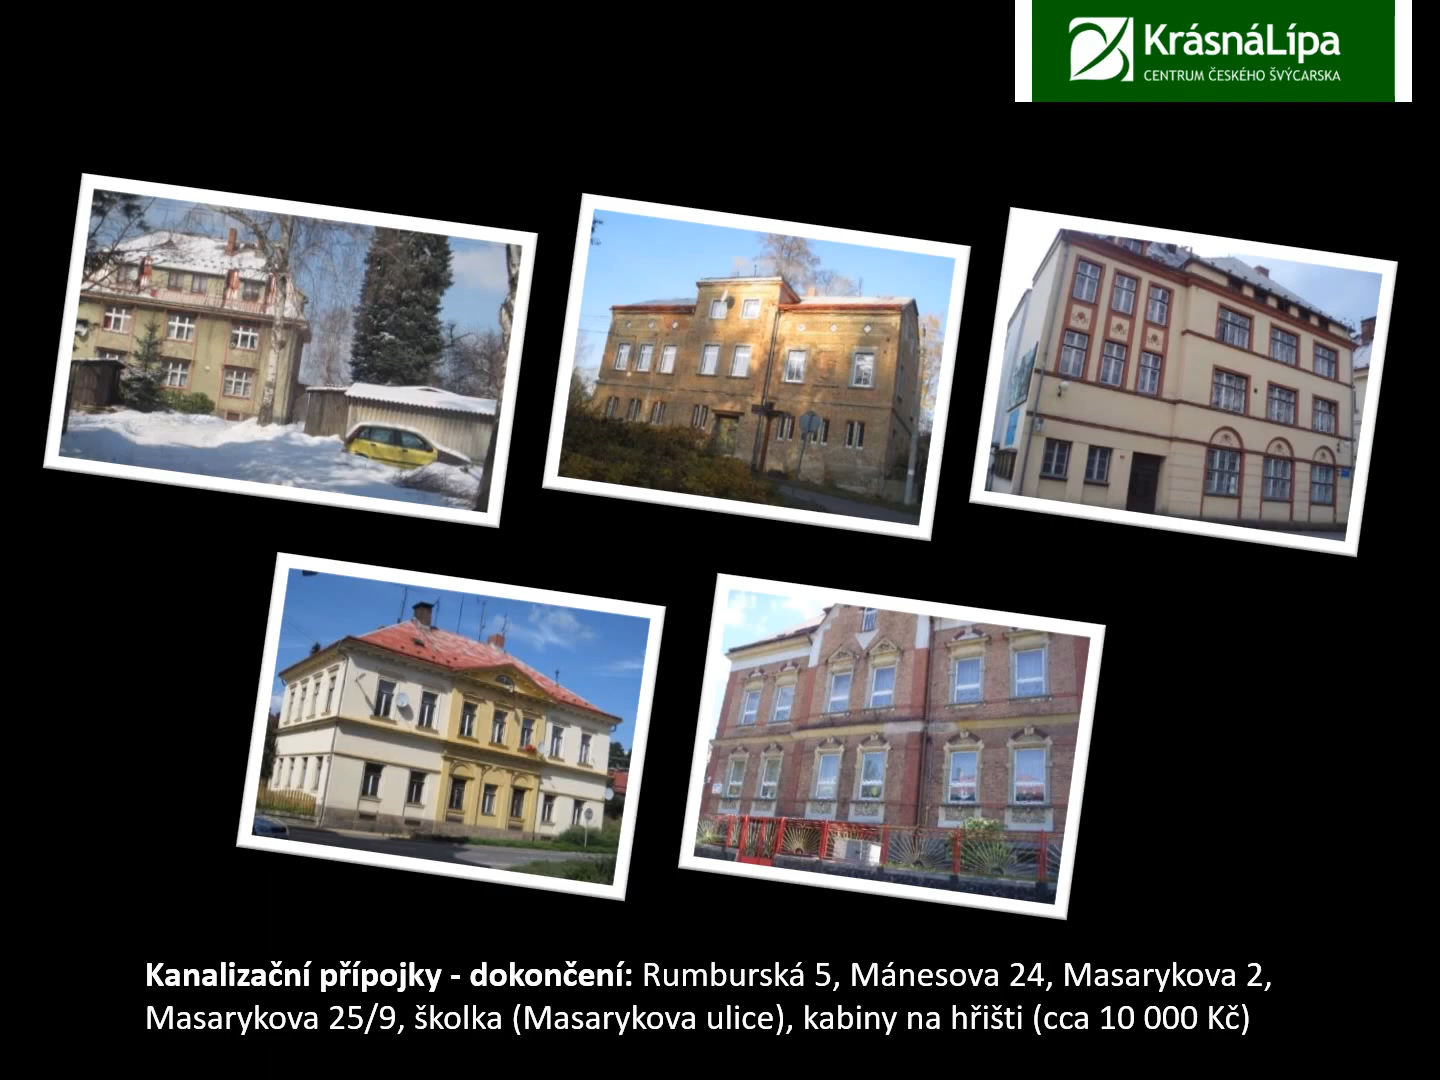 KrásnáLípa
CENTRUM ČESKÉHO ŠVÝCARSKA
Kanalizační přípojky - dokončení: Rumburská 5, Mánesova 24, Masarykova 2,
Masarykova 25/9, školka (Masarykova ulice), kabiny na hřišti (cca 10 000 Kč)